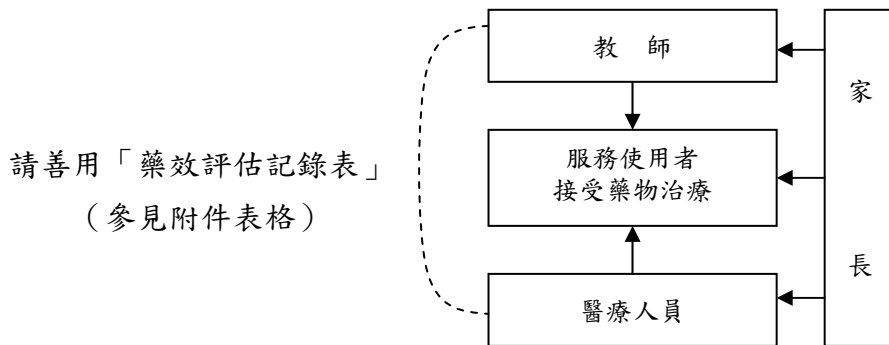 教 師
家
請善用「藥效評估記錄表」
(參見附件表格)
服務使用者
接受藥物治療
長
醫療人員